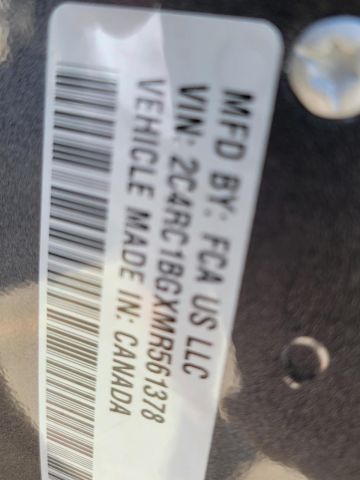 MFD BY: FCA US LLC
VIN: 2C4RC1BGXMR561378
VEHICLE MADE IN: CANADA